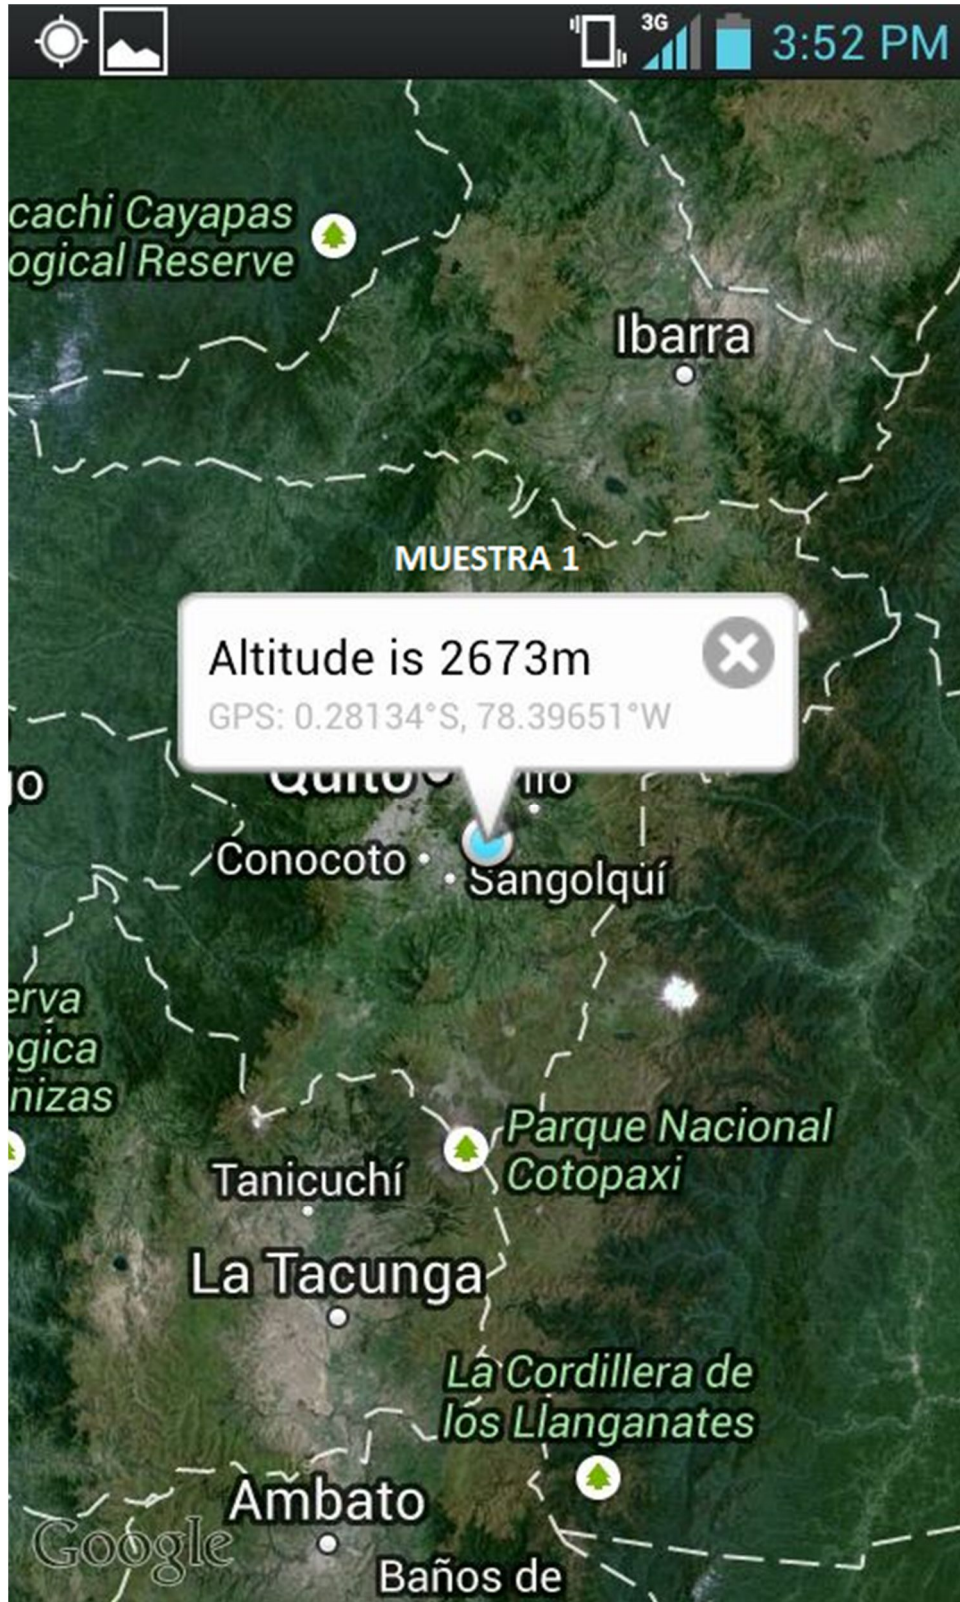 3G 3:52 PM
cachi Cayapas
ogical Reserve
Ibarra
MUESTRA 1
Altitude is 2673m
GPS: 0.28134°S, 78.39651°W
Quito
Conocoto
Sangolquí
erva
gica
nizas
Parque Nacional
Cotopaxi
Tanicuchí
La Tacunga
La Cordillera de
los Llanganates
Ambato
Google
Baños de